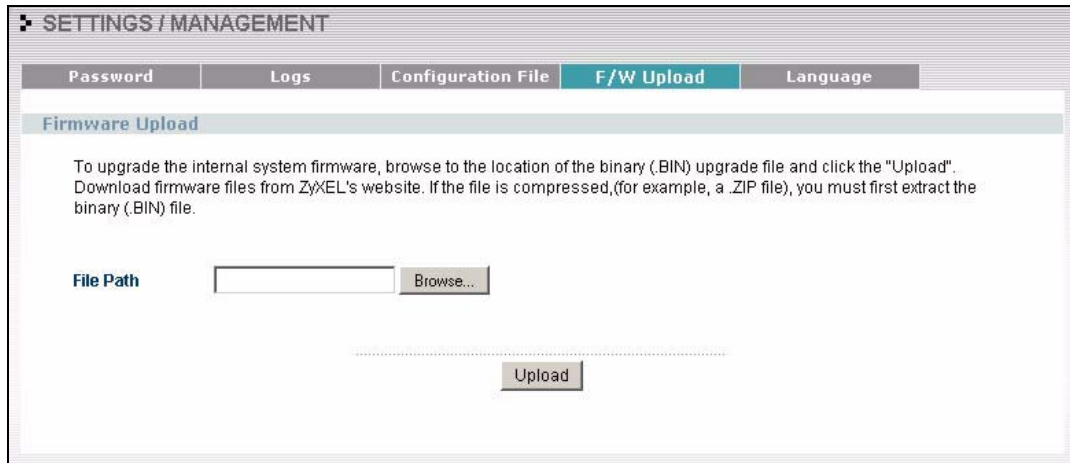 SETTINGS / MANAGEMENT
Password Logs Configuration File F/W Upload Language
Firmware Upload
To upgrade the internal system firmware, browse to the location of the binary (.BIN) upgrade file and click the "Upload".
Download firmware files from ZyXEL's website. If the file is compressed,(for example, a .ZIP file), you must first extract the
binary (.BIN) file.
File Path Browse...
Upload